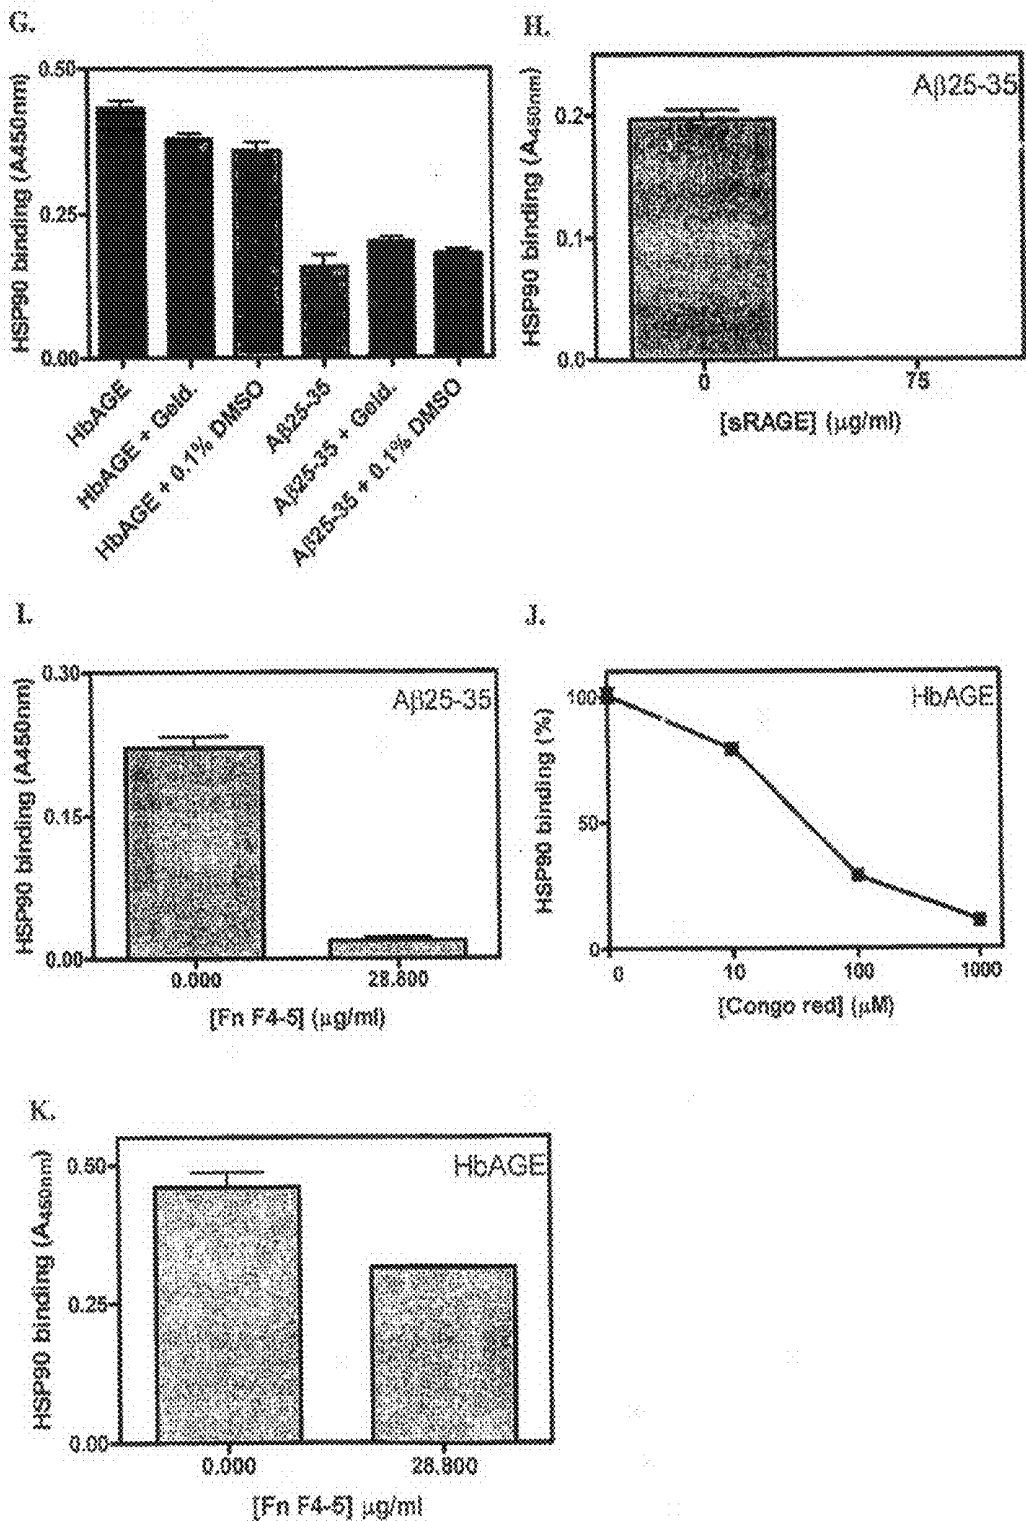 G.
HSP90 binding (A450nm)
0.50
0.25
0.00
HbAGE
HbAGE + Geld.
HbAGE + 0.1% DMSO
Aβ25-35
Aβ25-35 + Geld.
Aβ25-35 + 0.1% DMSO
H.
Aβ25-35
HSP90 binding (A450nm)
0.2
0.1
0.0
0
75
[sRAGE] (μg/ml)
I.
Aβ25-35
HSP90 binding (A450nm)
0.30
0.15
0.00
0.000
28.800
[Fn F4-5] (μg/ml)
J.
HbAGE
HSP90 binding (%)
100
50
0
0
10
100
1000
[Congo red] (μM)
K.
HbAGE
HSP90 binding (A450nm)
0.50
0.25
0.00
0.000
28.800
[Fn F4-5] μg/ml